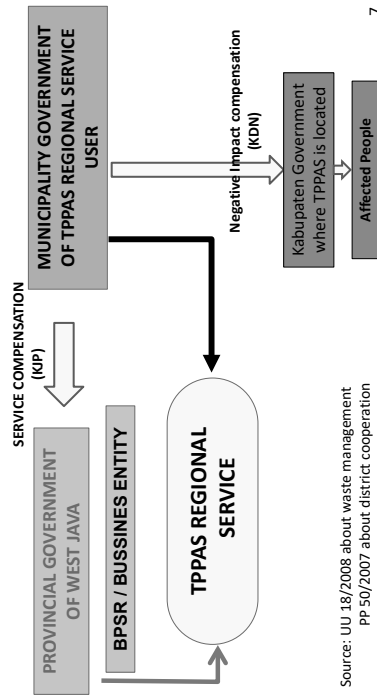 SERVICE COMPENSATION
(KJP)
PROVINCIAL GOVERNMENT
OF WEST JAVA
MUNICIPALITY GOVERNMENT
OF TPPAS REGIONAL SERVICE
USER
BPSR / BUSSINES ENTITY
TPPAS REGIONAL
SERVICE
Negative Impact compensation
(KDN)
Kabupaten Government
where TPPAS is located
Affected People
Source: UU 18/2008 about waste management
PP 50/2007 about district cooperation
7